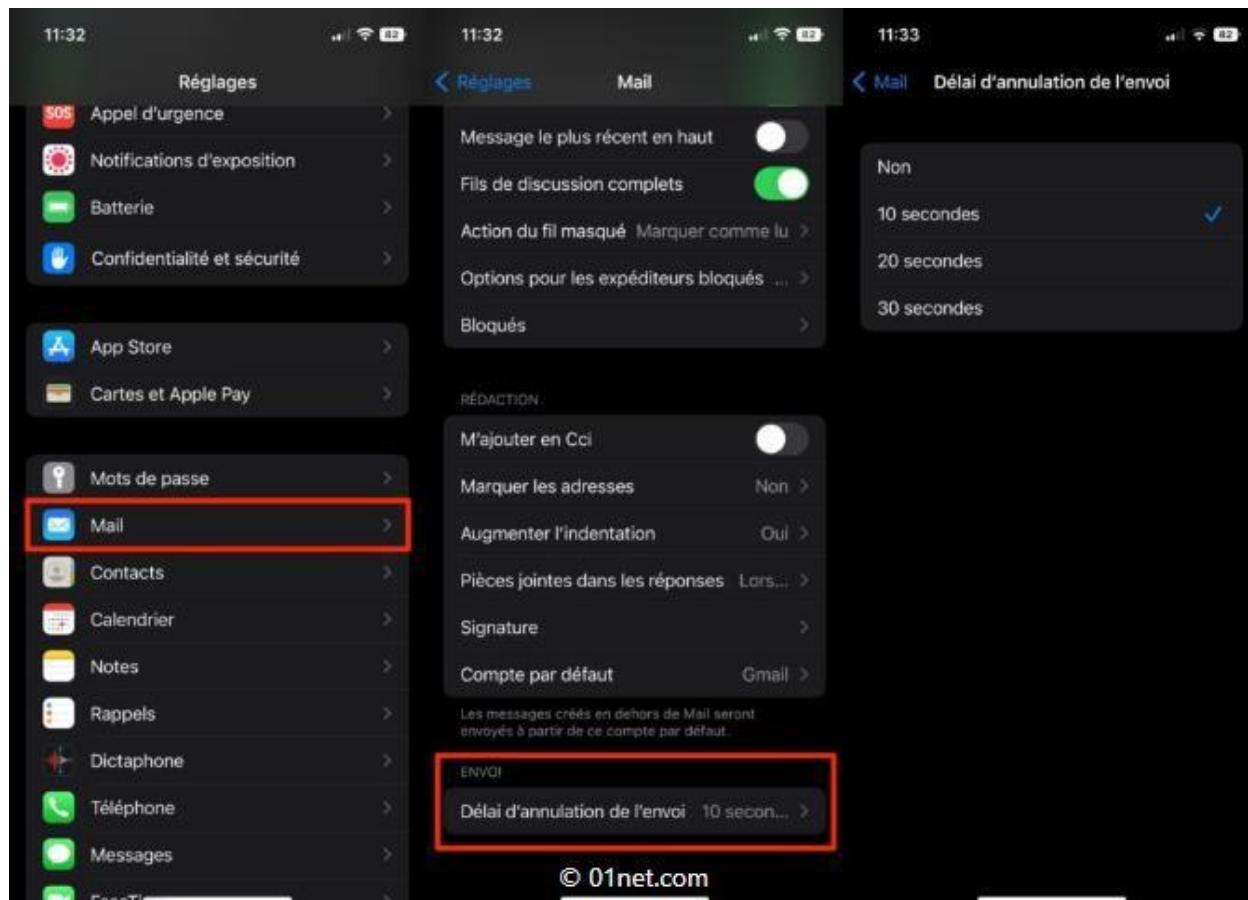 11:32
82
Réglages
SOS Appel d'urgence
Notifications d'exposition
Batterie
Confidentialité et sécurité
App Store
Cartes et Apple Pay
Mots de passe
Mail
Contacts
Calendrier
Notes
Rappels
Dictaphone
Téléphone
Messages
11:32
82
Réglages Mail
Message le plus récent en haut
Fils de discussion complets
Action du fil masqué Marquer comme lu
Options pour les expéditeurs bloqués ...
Bloqués
RÉDACTION
M'ajouter en Cci
Marquer les adresses Non
Augmenter l'indentation Oui
Pièces jointes dans les réponses Lors...
Signature
Compte par défaut Gmail
Les messages créés en dehors de Mail seront
envoyés à partir de ce compte par défaut.
ENVOI
Délai d'annulation de l'envoi 10 secon...
© 01net.com
11:33
82
Mail Délai d'annulation de l'envoi
Non
10 secondes
20 secondes
30 secondes